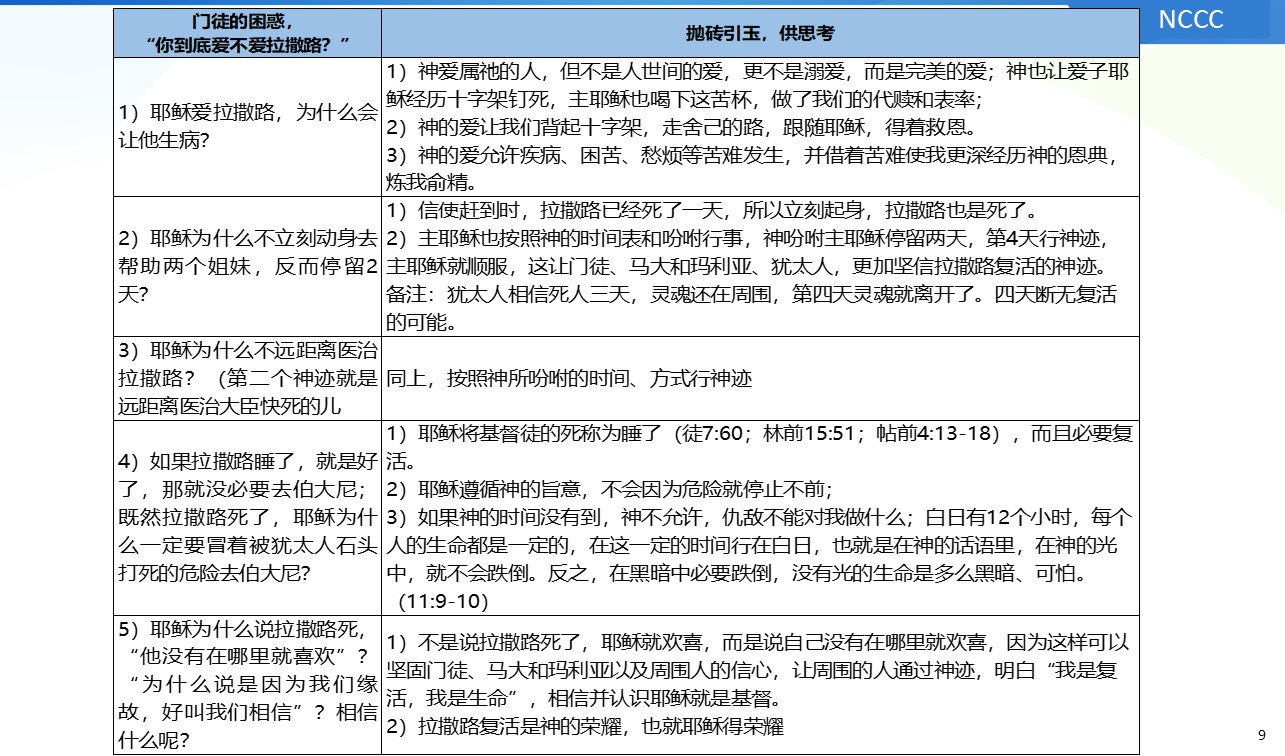 NCCC
门徒的困惑，
“你到底爱不爱拉撒路？”
抛砖引玉，供思考
1）耶稣爱拉撒路，为什么会
让他生病？
1）神爱属祂的人，但不是人世间的爱，更不是溺爱，而是完美的爱；神也让爱子耶
稣经历十字架钉死，主耶稣也喝下这苦杯，做了我们的代赎和表率；
2）神的爱让我们背起十字架，走舍己的路，跟随耶稣，得着救恩。
3）神的爱允许疾病、困苦、愁烦等苦难发生，并借着苦难使我更深经历神的恩典，
炼我俞精。
2）耶稣为什么不立刻动身去
帮助两个姐妹，反而停留2
天？
1）信使赶到时，拉撒路已经死了一天，所以立刻起身，拉撒路也是死了。
2）主耶稣也按照神的时间表和吩咐行事，神吩咐主耶稣停留两天，第4天行神迹，
主耶稣就顺服，这让门徒、马大和玛利亚、犹太人，更加坚信拉撒路复活的神迹。
备注：犹太人相信死人三天，灵魂还在周围，第四天灵魂就离开了。四天断无复活
的可能。
3）耶稣为什么不远距离医治
拉撒路？（第二个神迹就是
远距离医治大臣快死的儿
同上，按照神所吩咐的时间、方式行神迹
4）如果拉撒路睡了，就是好
了，那就没必要去伯大尼；
既然拉撒路死了，耶稣为什
么一定要冒着被犹太人石头
打死的危险去伯大尼？
1）耶稣将基督徒的死称为睡了（徒7:60；林前15:51；帖前4:13-18），而且必要复
活。
2）耶稣遵循神的旨意，不会因为危险就停止不前；
3）如果神的时间没有到，神不允许，仇敌不能对我做什么；白日有12个小时，每个
人的生命都是一定的，在这一定的时间行在白日，也就是在神的话语里，在神的光
中，就不会跌倒。反之，在黑暗中必要跌倒，没有光的生命是多么黑暗、可怕。
（11:9-10）
5）耶稣为什么说拉撒路死，
“他没有在哪里就喜欢”？
“为什么说是因为我们缘
故，好叫我们相信”？相信
什么呢？
1）不是说拉撒路死了，耶稣就欢喜，而是说自己没有在哪里就欢喜，因为这样可以
坚固门徒、马大和玛利亚以及周围人的信心，让周围的人通过神迹，明白“我是复
活，我是生命”，相信并认识耶稣就是基督。
2）拉撒路复活是神的荣耀，也就耶稣得荣耀
9